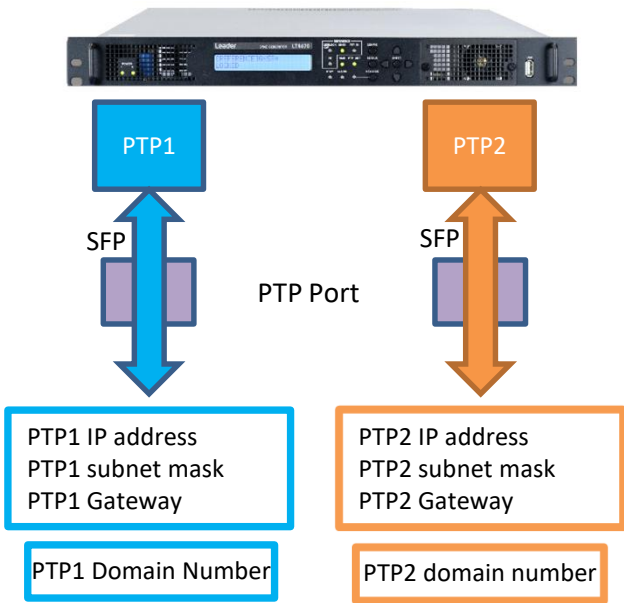 Leader
LT4670
PTP1
PTP2
SFP
SFP
PTP Port
PTP1 IP address
PTP1 subnet mask
PTP1 Gateway
PTP2 IP address
PTP2 subnet mask
PTP2 Gateway
PTP1 Domain Number
PTP2 domain number